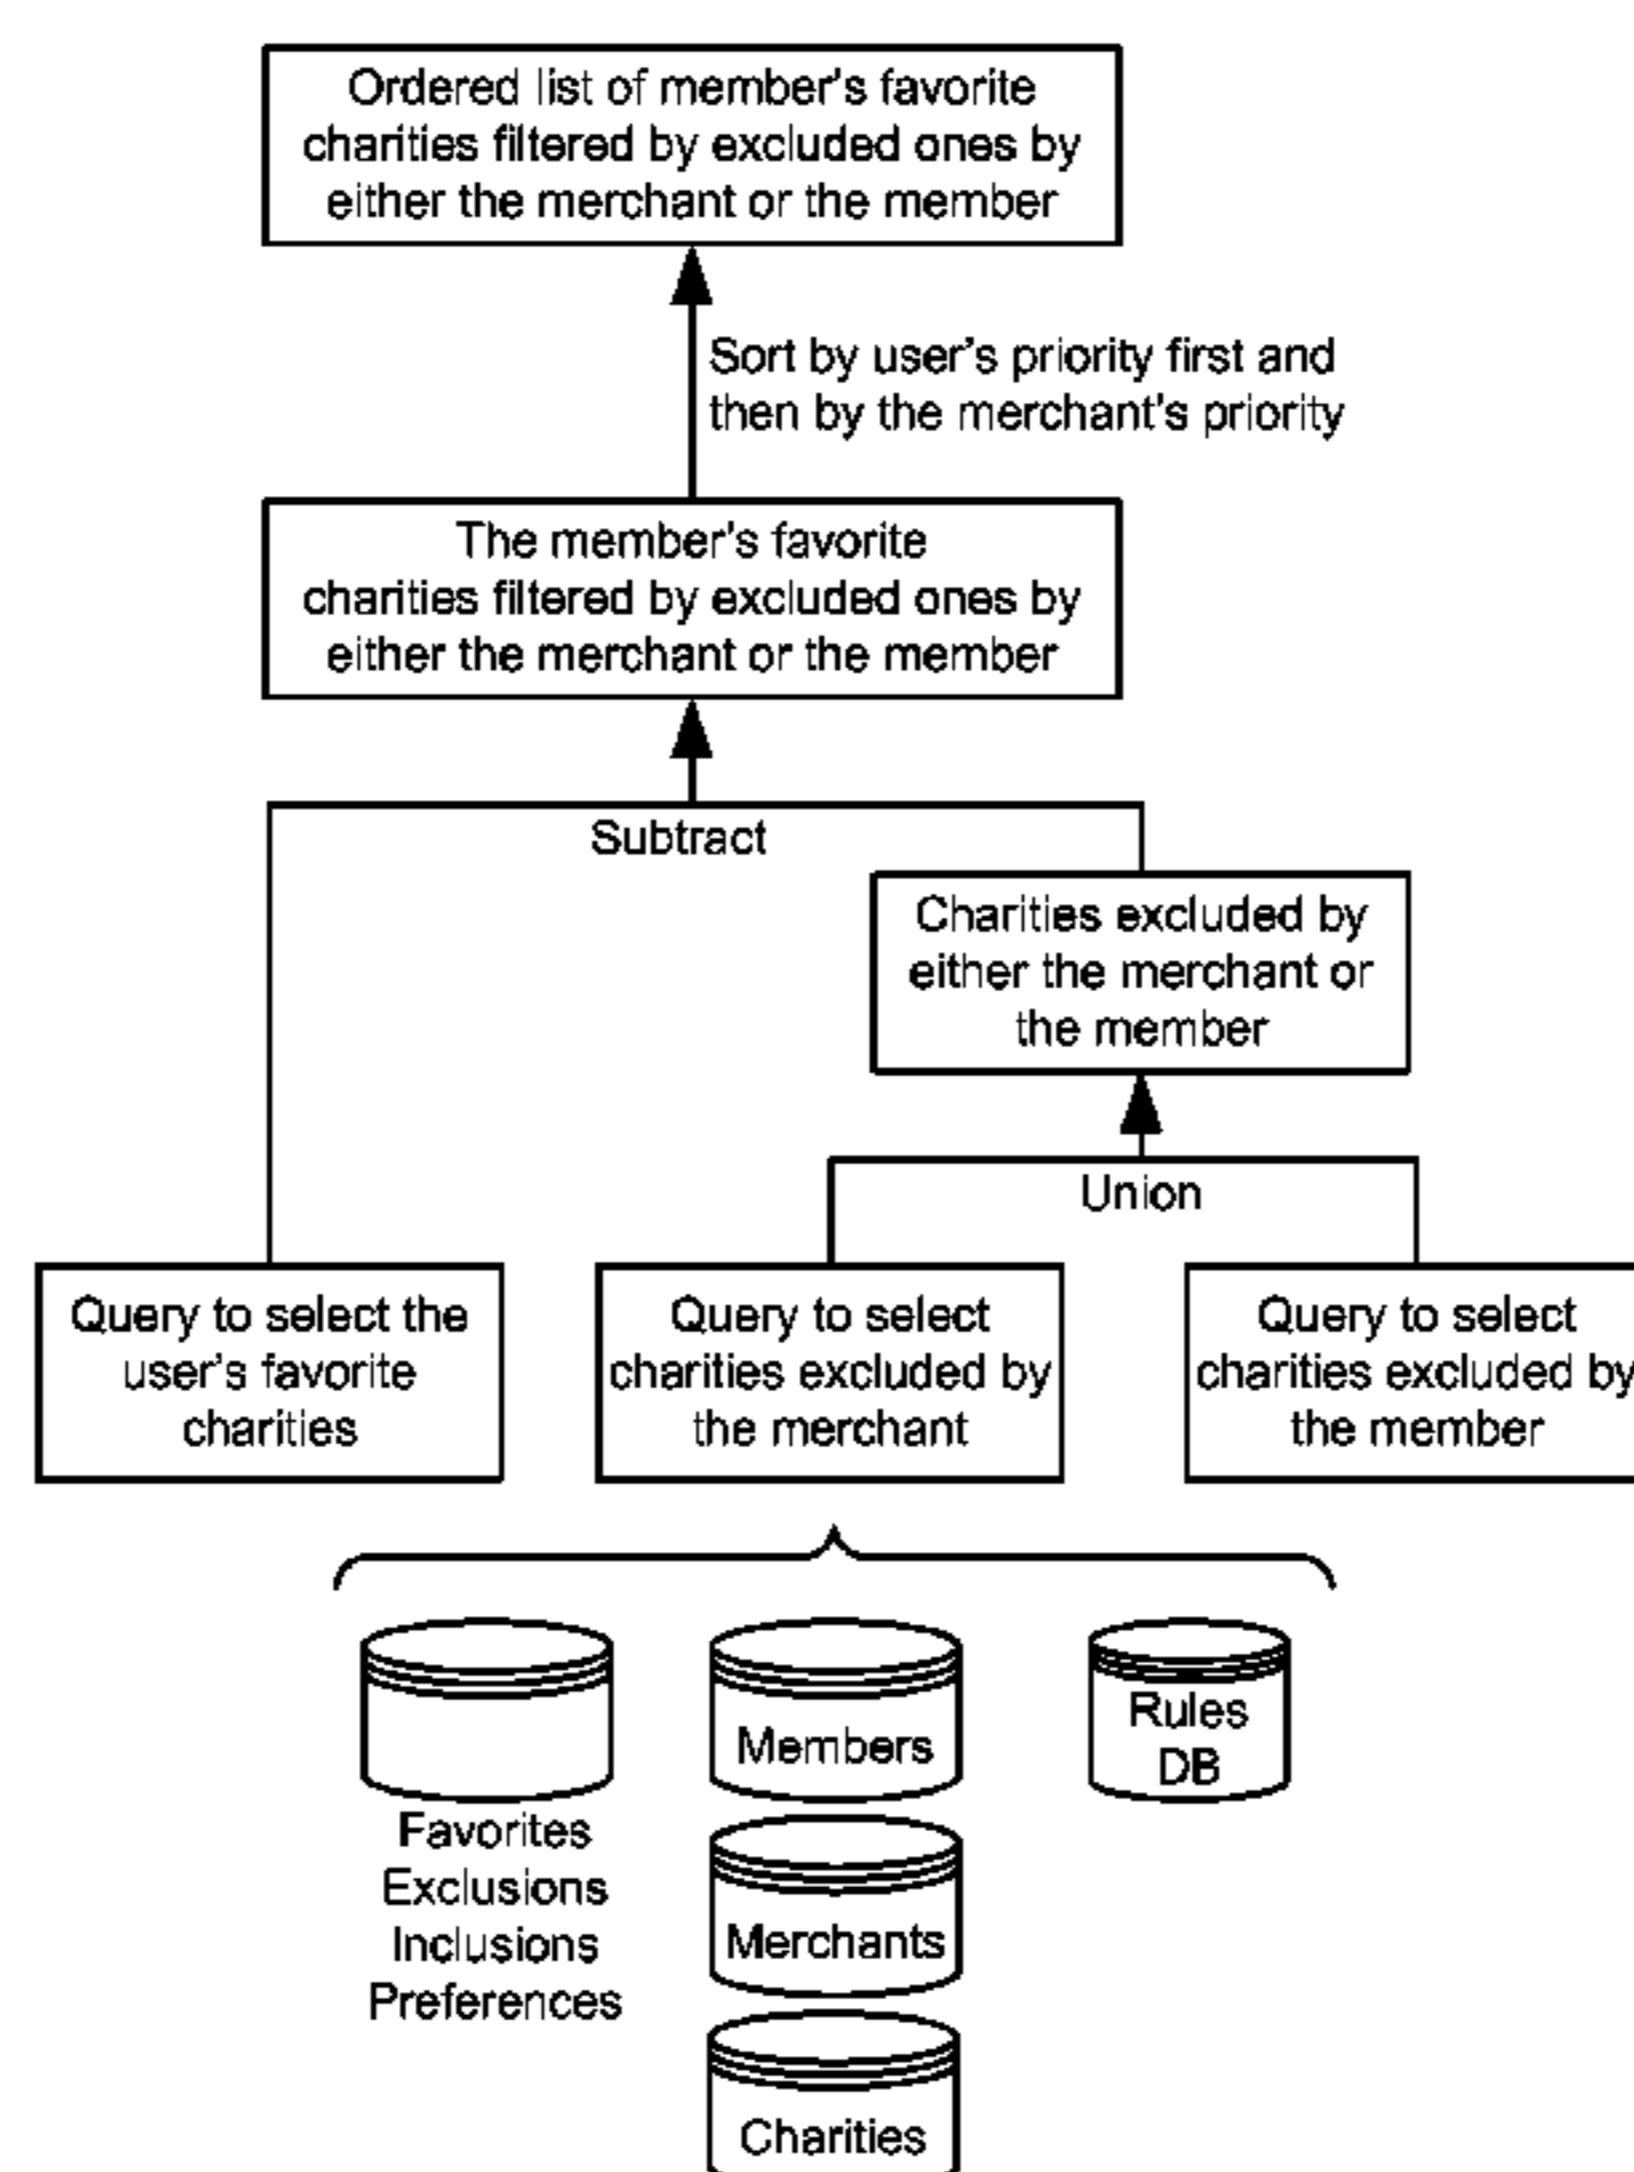 Ordered list of member's favorite
charities filtered by excluded ones by
either the merchant or the member
Sort by user's priority first and
then by the merchant's priority
The member's favorite
charities filtered by excluded ones by
either the merchant or the member
Subtract
Charities excluded by
either the merchant or
the member
Union
Query to select the
user's favorite
charities
Query to select
charities excluded by
the merchant
Query to select
charities excluded by
the member
Favorites
Exclusions
Inclusions
Preferences
Members
Merchants
Charities
Rules
DB